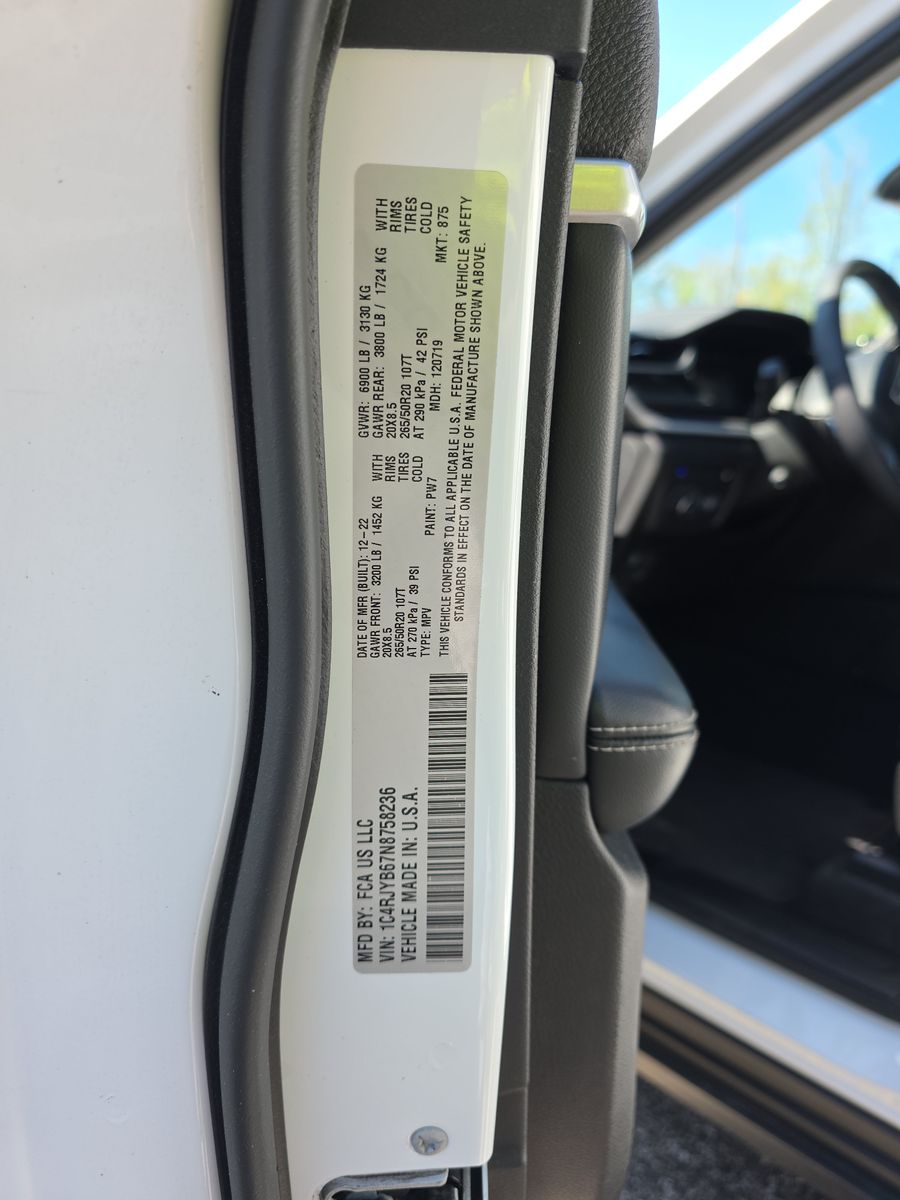 MFD BY: FCA US LLC
VIN: 1C4RJYB67N8758236
VEHICLE MADE IN: U.S.A.
DATE OF MFR (BUILT): 12-22
GAWR FRONT: 3200 LB / 1452 KG WITH
20X8.5 RIMS
265/50R20 107T TIRES
AT 270 kPa / 39 PSI COLD
TYPE: MPV
GVWR: 6900 LB / 3130 KG
GAWR REAR: 3800 LB / 1724 KG WITH
20X8.5 RIMS
265/50R20 107T TIRES
AT 290 kPa / 42 PSI COLD
PAINT: PW7 MDH: 120719 MKT: 875
THIS VEHICLE CONFORMS TO ALL APPLICABLE U.S.A. FEDERAL MOTOR VEHICLE SAFETY
STANDARDS IN EFFECT ON THE DATE OF MANUFACTURE SHOWN ABOVE.